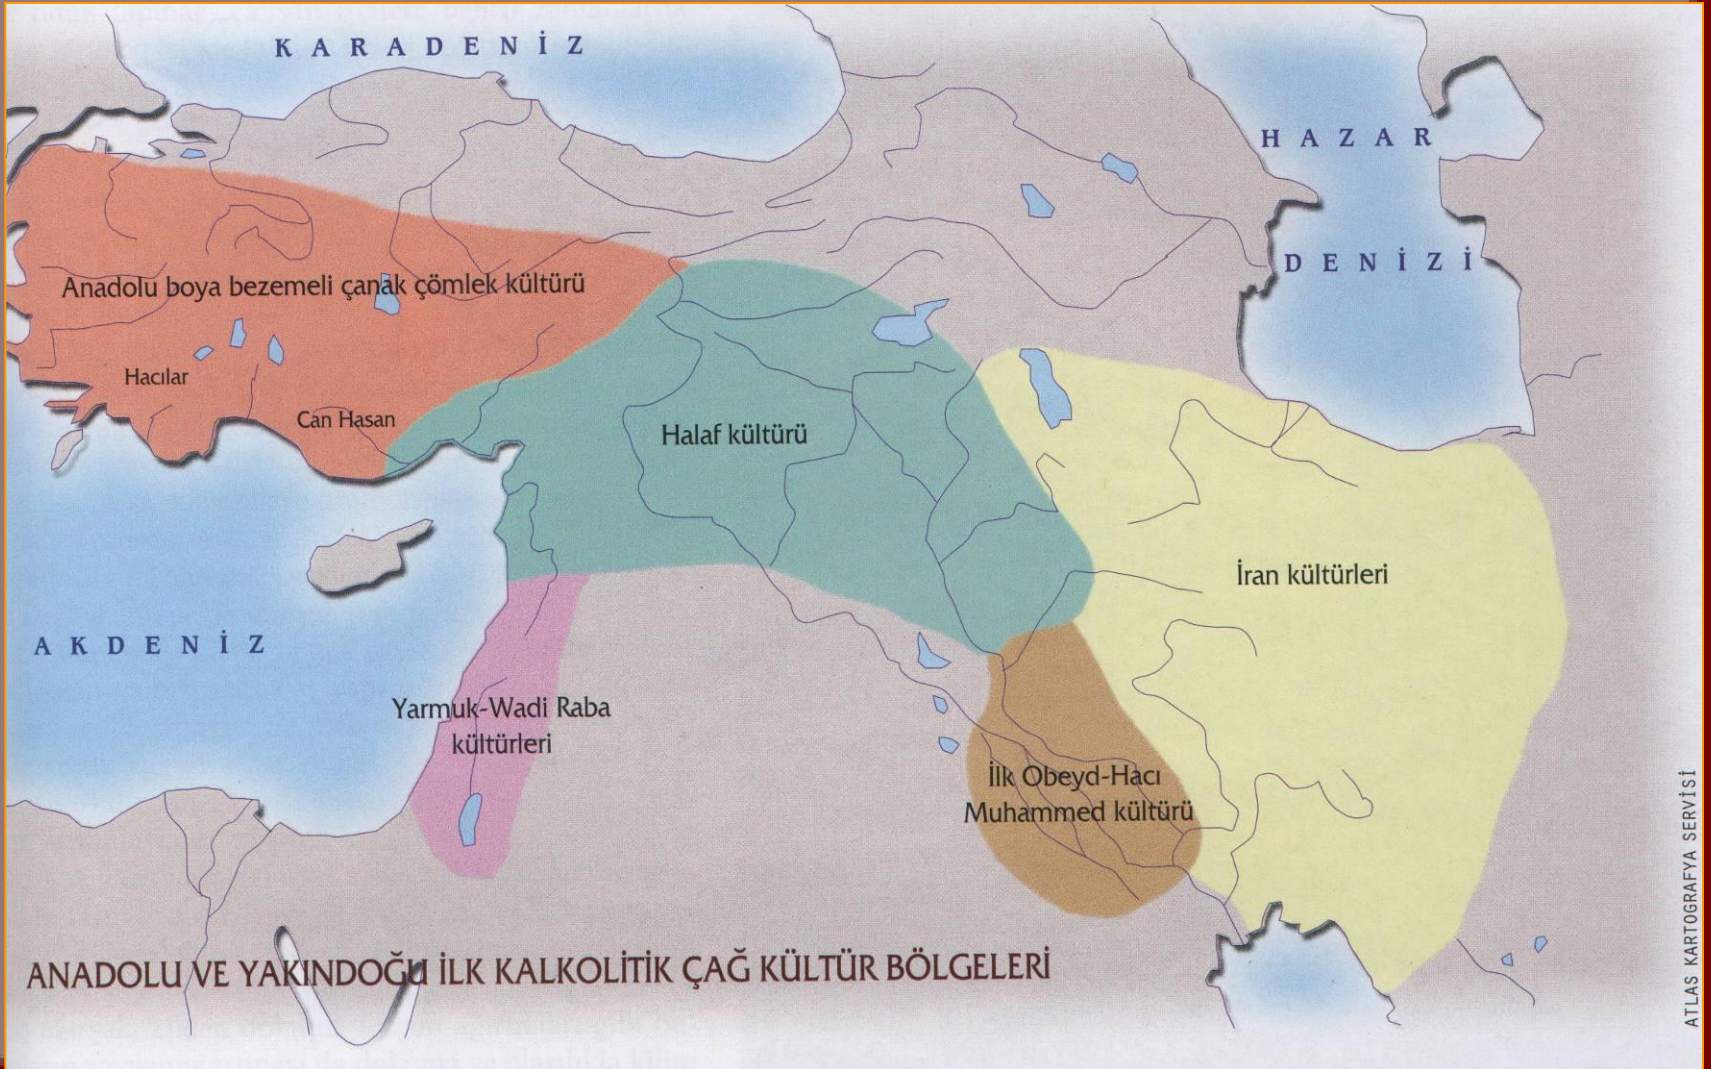 KARADENİZ
HAZAR
DENİZİ
Anadolu boya bezemeli çanak çömlek kültürü
Hacılar
Can Hasan
Halaf kültürü
İran kültürleri
AKDENİZ
Yarmuk-Wadi Raba
kültürleri
İlk Obeyd-Hacı
Muhammed kültürü
ANADOLU VE YAKINDOĞU İLK KALKOLİTİK ÇAĞ KÜLTÜR BÖLGELERİ
ATLAS KARTOGRAFYA SERVİSİ